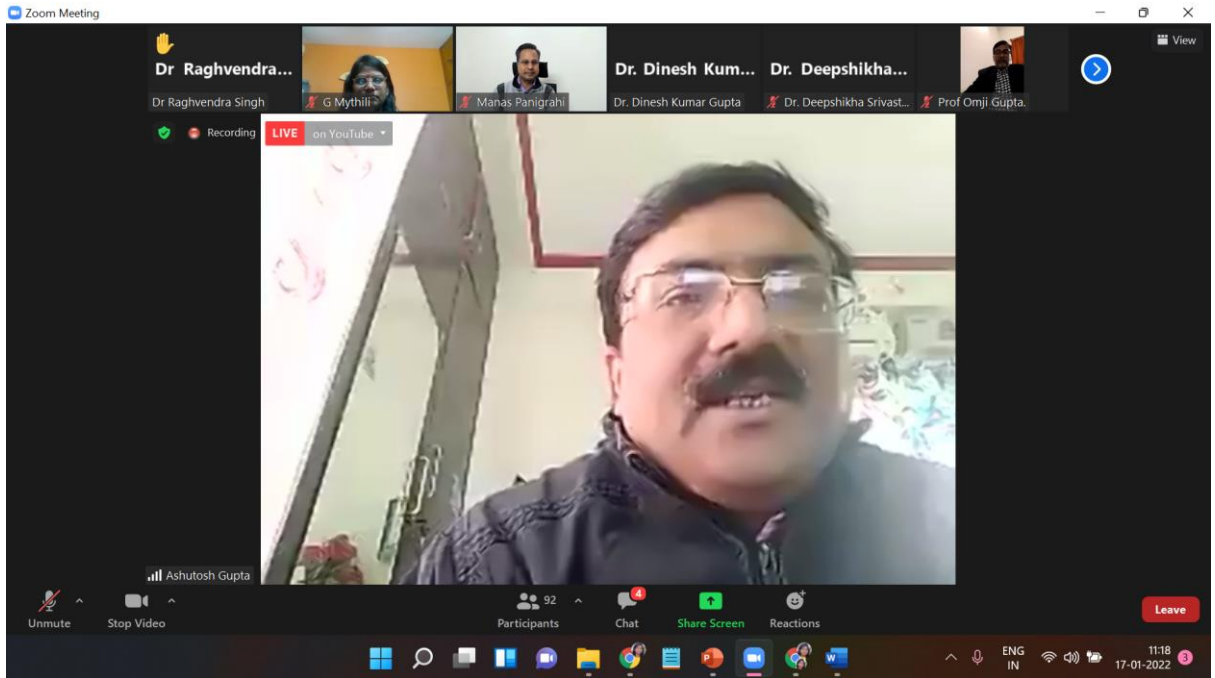 Zoom Meeting
View
Dr Raghvendra...
Dr. Dinesh Kum...
Dr. Deepshikha...
Dr Raghvendra Singh
G Mythili
Manas Panigrahi
Dr. Dinesh Kumar Gupta
Dr. Deepshikha Srivast...
Prof Omji Gupta.
Recording
LIVE
on YouTube
Ashutosh Gupta
92
4
Unmute
Stop Video
Participants
Chat
Share Screen
Reactions
Leave
ENG
IN
11:18
17-01-2022
3